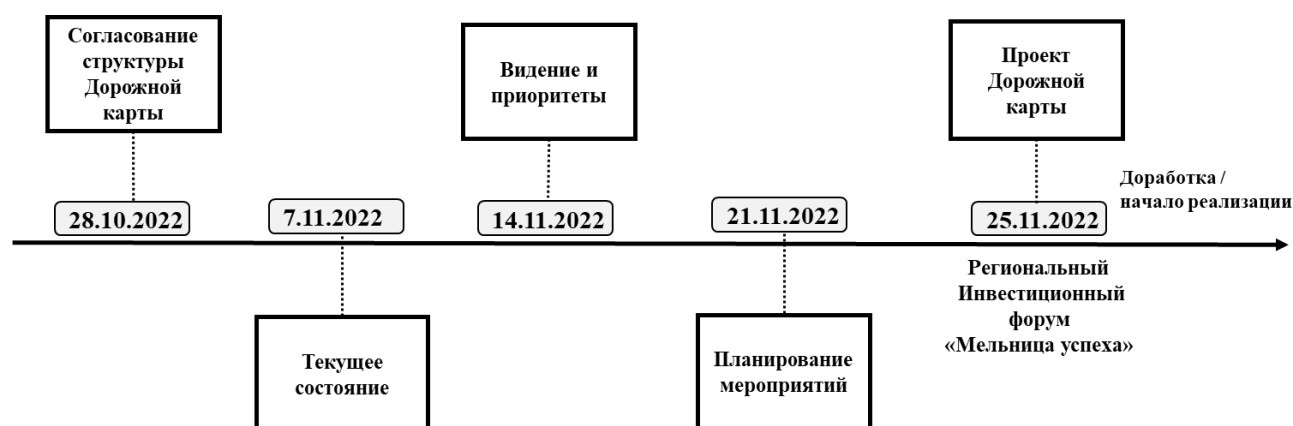 Согласование
структуры
Дорожной
карты
Видение и
приоритеты
Проект
Дорожной
карты
Доработка /
начало реализации
28.10.2022
7.11.2022
14.11.2022
21.11.2022
25.11.2022
Региональный
Инвестиционный
форум
«Мельница успеха»
Текущее
состояние
Планирование
мероприятий